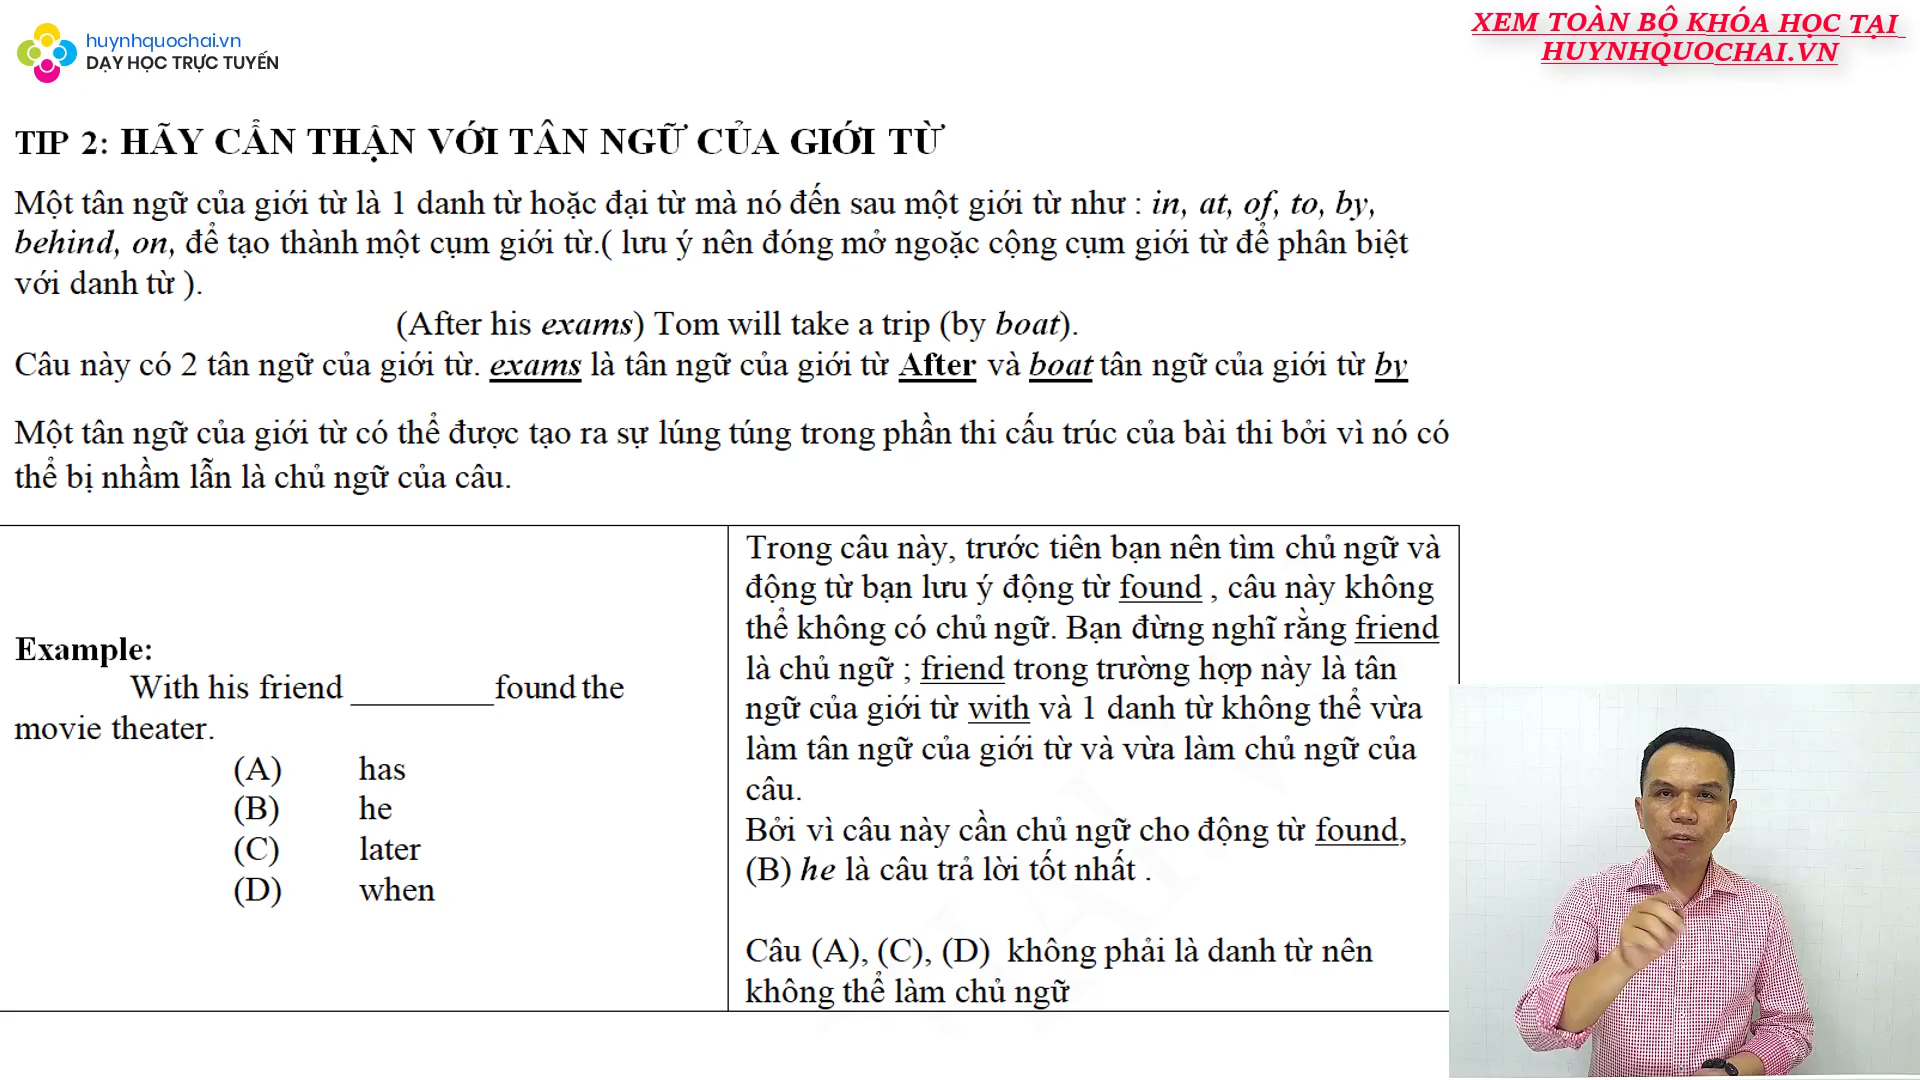 huynhquochai.vn
DẠY HỌC TRỰC TUYẾN
XEM TOÀN BỘ KHÓA HỌC TẠI
HUYNHQUOCHAI.VN
TIP 2: HÃY CẨN THẬN VỚI TÂN NGỮ CỦA GIỚI TỪ
Một tân ngữ của giới từ là 1 danh từ hoặc đại từ mà nó đến sau một giới từ như : in, at, of, to, by,
behind, on, để tạo thành một cụm giới từ.( lưu ý nên đóng mở ngoặc cộng cụm giới từ để phân biệt
với danh từ ).
(After his exams) Tom will take a trip (by boat).
Câu này có 2 tân ngữ của giới từ. exams là tân ngữ của giới từ After và boat tân ngữ của giới từ by
Một tân ngữ của giới từ có thể được tạo ra sự lúng túng trong phần thi cấu trúc của bài thi bởi vì nó có
thể bị nhầm lẫn là chủ ngữ của câu.
Example:
With his friend _________found the
movie theater.
(A) has
(B) he
(C) later
(D) when
Trong câu này, trước tiên bạn nên tìm chủ ngữ và
động từ bạn lưu ý động từ found , câu này không
thể không có chủ ngữ. Bạn đừng nghĩ rằng friend
là chủ ngữ ; friend trong trường hợp này là tân
ngữ của giới từ with và 1 danh từ không thể vừa
làm tân ngữ của giới từ và vừa làm chủ ngữ của
câu.
Bởi vì câu này cần chủ ngữ cho động từ found,
(B) he là câu trả lời tốt nhất .
Câu (A), (C), (D) không phải là danh từ nên
không thể làm chủ ngữ